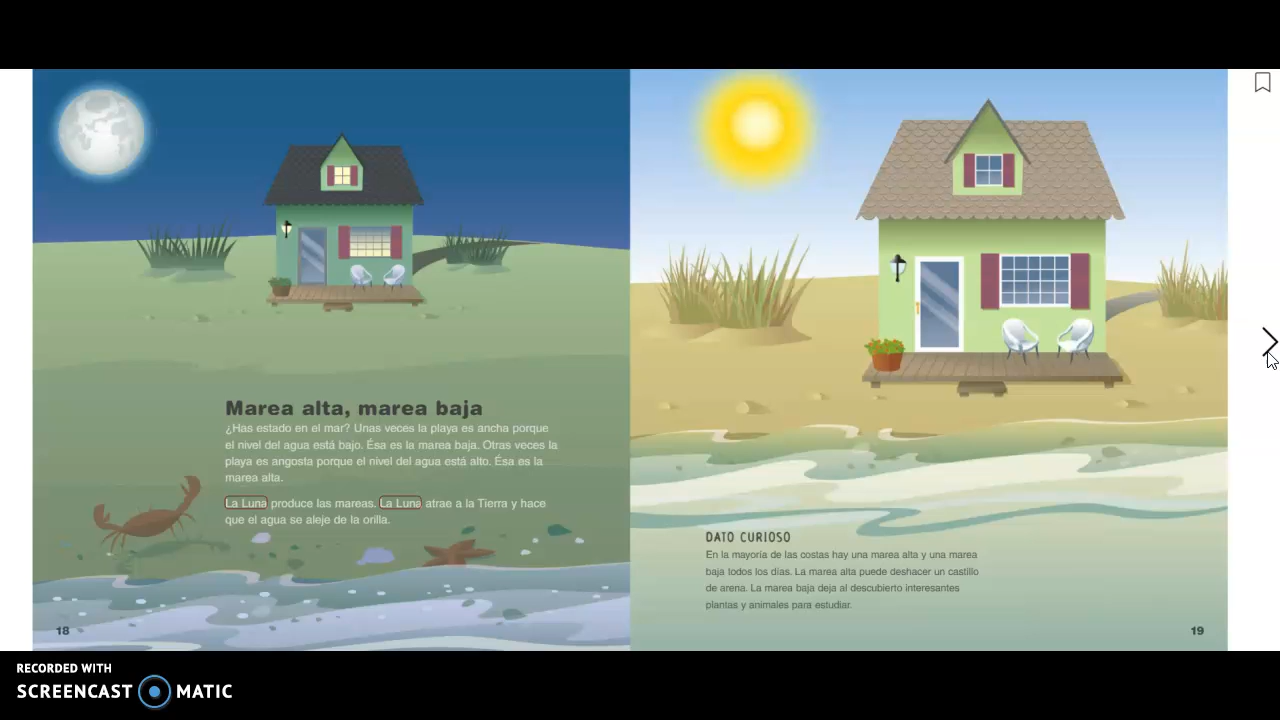 Marea alta, marea baja
¿Has estado en el mar? Unas veces la playa es ancha porque
el nivel del agua está bajo. Ésa es la marea baja. Otras veces la
playa es angosta porque el nivel del agua está alto. Ésa es la
marea alta.
La Luna produce las mareas. La Luna atrae a la Tierra y hace
que el agua se aleje de la orilla.
18
DATO CURIOSO
En la mayoría de las costas hay una marea alta y una marea
baja todos los días. La marea alta puede deshacer un castillo
de arena. La marea baja deja al descubierto interesantes
plantas y animales para estudiar.
19
RECORDED WITH
SCREENCAST MATIC